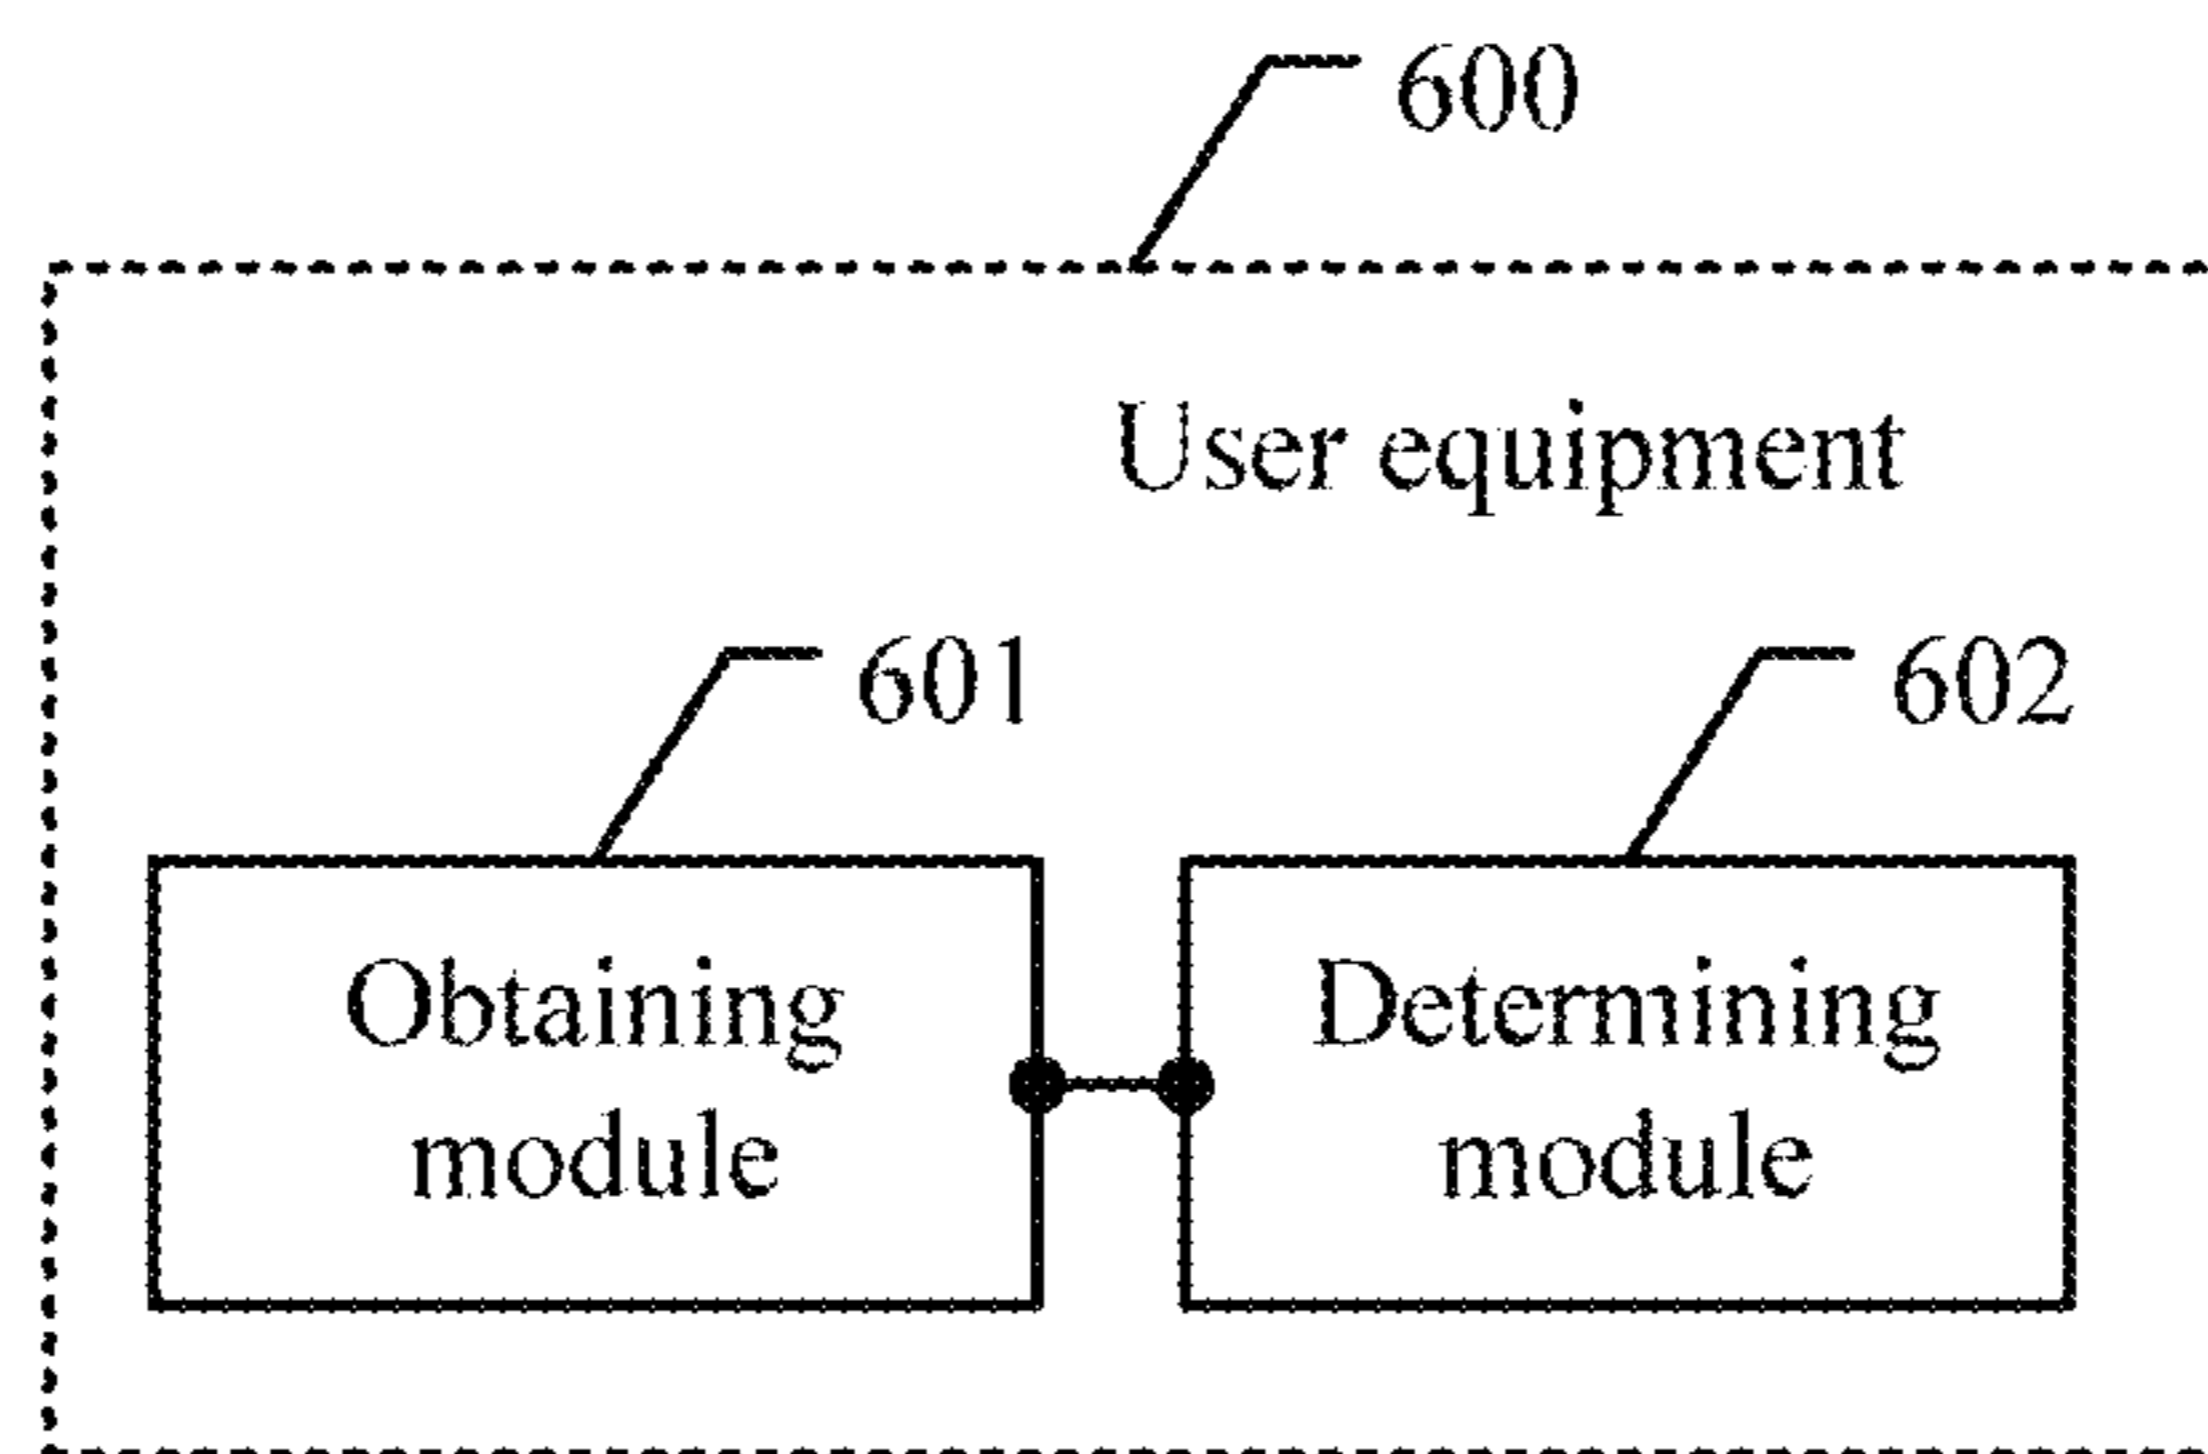 600
User equipment
601
602
Obtaining
module
Determining
module